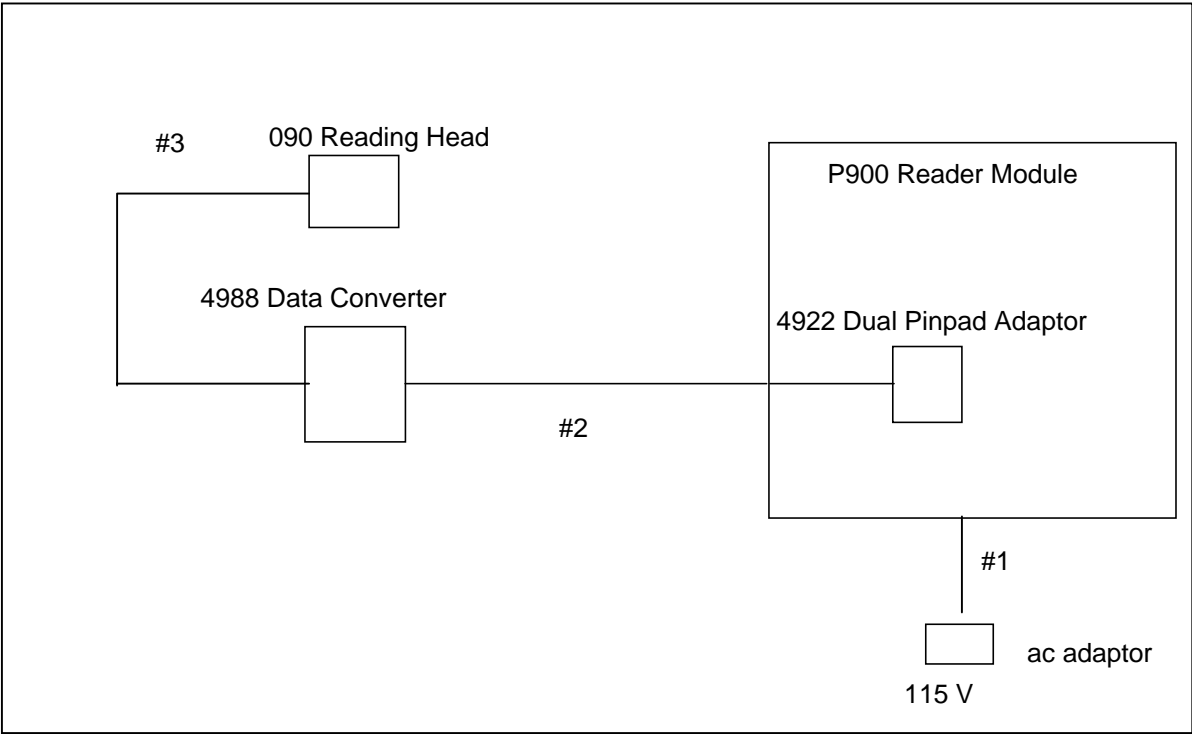 #3
090 Reading Head
P900 Reader Module
4988 Data Converter
4922 Dual Pinpad Adaptor
#2
#1
ac adaptor
115 V